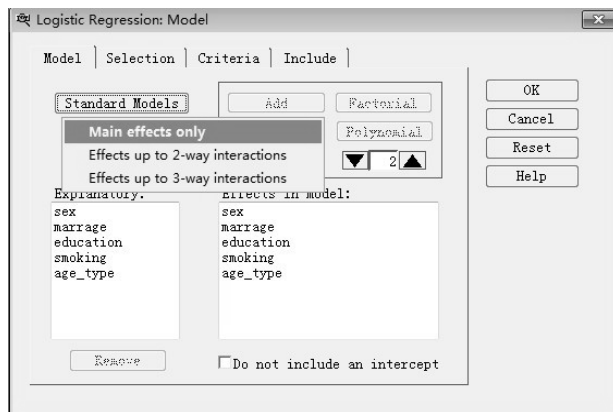 Logistic Regression: Model
Model Selection Criteria Include
Standard Models
Add Factorial
Main effects only
Polynomial
Effects up to 2-way interactions
2
Effects up to 3-way interactions
Explanatory: Effects in model:
sex
marrage
education
smoking
age_type
sex
marrage
education
smoking
age_type
Remove
Do not include an intercept
OK
Cancel
Reset
Help